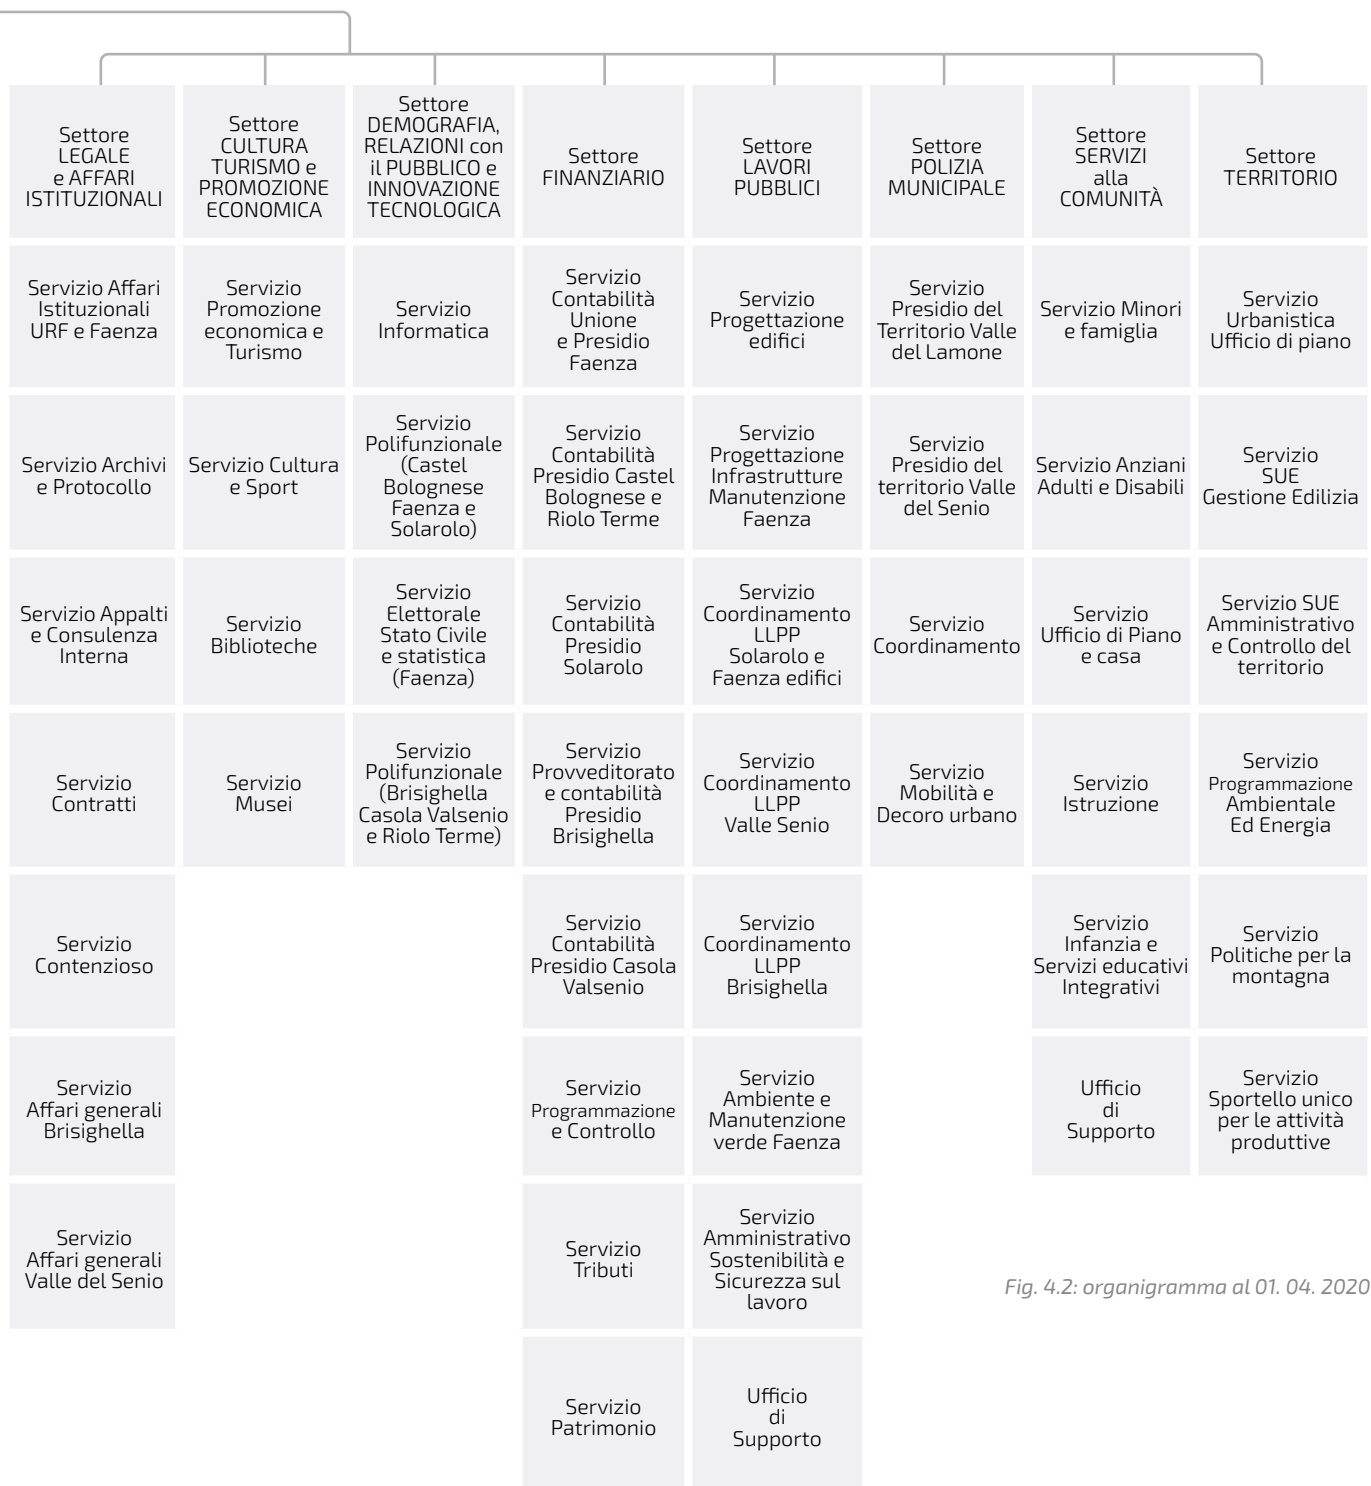 Settore
LEGALE
e AFFARI
ISTITUZIONALI
Settore
CULTURA
TURISMO e
PROMOZIONE
ECONOMICA
Settore
DEMOGRAFIA,
RELAZIONI con
il PUBBLICO e
INNOVAZIONE
TECNOLOGICA
Settore
FINANZIARIO
Settore
LAVORI
PUBBLICI
Settore
POLIZIA
MUNICIPALE
Settore
SERVIZI
alla
COMUNITÀ
Settore
TERRITORIO
Servizio Affari
Istituzionali
URF e Faenza
Servizio
Promozione
economica e
Turismo
Servizio
Informatica
Servizio
Contabilità
Unione
e Presidio
Faenza
Servizio
Progettazione
edifici
Servizio
Presidio del
Territorio Valle
del Lamone
Servizio Minori
e famiglia
Servizio
Urbanistica
Ufficio di piano
Servizio Archivi
e Protocollo
Servizio Cultura
e Sport
Servizio
Polifunzionale
(Castel
Bolognese
Faenza e
Solarolo)
Servizio
Contabilità
Presidio Castel
Bolognese e
Riolo Terme
Servizio
Progettazione
Infrastrutture
Manutenzione
Faenza
Servizio
Presidio del
territorio Valle
del Senio
Servizio Anziani
Adulti e Disabili
Servizio
SUE
Gestione Edilizia
Servizio Appalti
e Consulenza
Interna
Servizio
Biblioteche
Servizio
Elettorale
Stato Civile
e statistica
(Faenza)
Servizio
Contabilità
Presidio
Solarolo
Servizio
Coordinamento
LLPP
Solarolo e
Faenza edifici
Servizio
Coordinamento
Servizio
Ufficio di Piano
e casa
Servizio SUE
Amministrativo
e Controllo del
territorio
Servizio
Contratti
Servizio
Musei
Servizio
Polifunzionale
(Brisighella
Casola Valsenio
e Riolo Terme)
Servizio
Provveditorato
e contabilità
Presidio
Brisighella
Servizio
Coordinamento
LLPP
Valle Senio
Servizio
Mobilità e
Decoro urbano
Servizio
Istruzione
Servizio
Programmazione
Ambientale
Ed Energia
Servizio
Contenzioso
Servizio
Contabilità
Presidio Casola
Valsenio
Servizio
Coordinamento
LLPP
Brisighella
Servizio
Infanzia e
Servizi educativi
Integrativi
Servizio
Politiche per la
montagna
Servizio
Affari generali
Brisighella
Servizio
Programmazione
e Controllo
Servizio
Ambiente e
Manutenzione
verde Faenza
Ufficio
di
Supporto
Servizio
Sportello unico
per le attività
produttive
Servizio
Affari generali
Valle del Senio
Servizio
Tributi
Servizio
Amministrativo
Sostenibilità e
Sicurezza sul
lavoro
Fig. 4.2: organigramma al 01. 04. 2020
Servizio
Patrimonio
Ufficio
di
Supporto